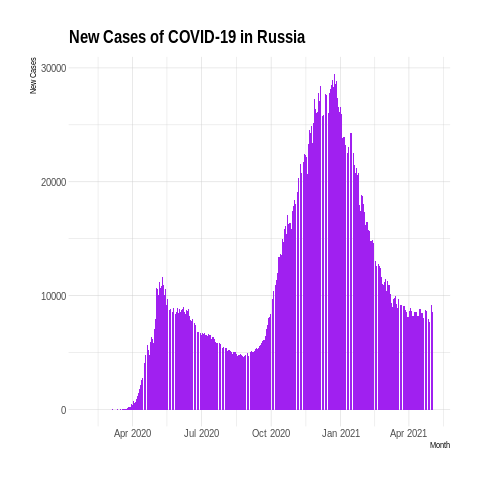 New Cases of COVID-19 in Russia
New Cases
30000
20000
10000
0
Apr 2020 Jul 2020 Oct 2020 Jan 2021 Apr 2021
Month